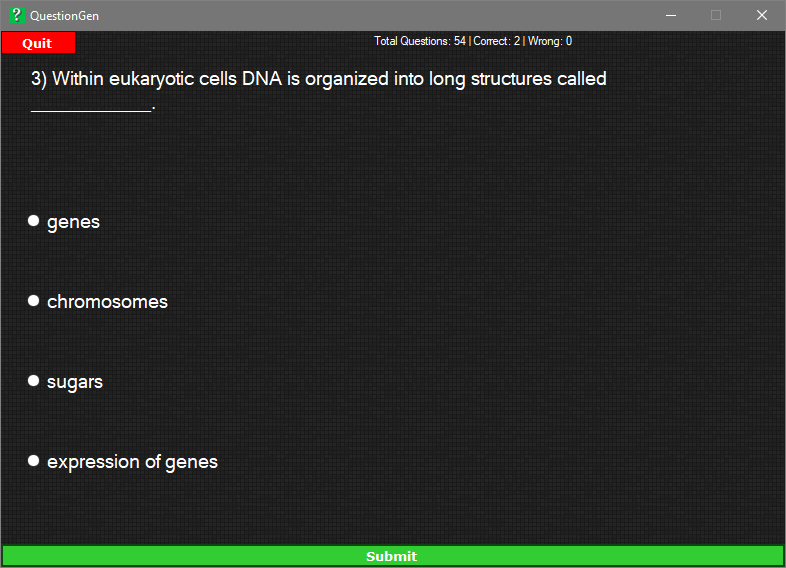 QuestionGen
Quit
Total Questions: 54 | Correct: 2 | Wrong: 0
3) Within eukaryotic cells DNA is organized into long structures called
____________.
genes
chromosomes
sugars
expression of genes
Submit